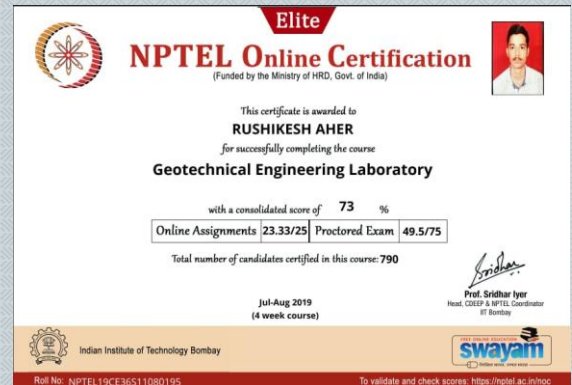 Elite
NPTEL Online Certification
(Funded by the Ministry of HRD, Govt. of India)
This certificate is awarded to
RUSHIKESH AHER
for successfully completing the course
Geotechnical Engineering Laboratory
with a consolidated score of 73 %
Online Assignments 23.33/25 Proctored Exam 49.5/75
Total number of candidates certified in this course: 790
Prof. Sridhar Iyer
Head, CDEEP & NPTEL Coordinator
IIT Bombay
Jul-Aug 2019
(4 week course)
Indian Institute of Technology Bombay
FREE ONLINE EDUCATION
swayam
Roll No: NPTEL19CE36S11080195
To validate and check scores: https://nptel.ac.in/noc